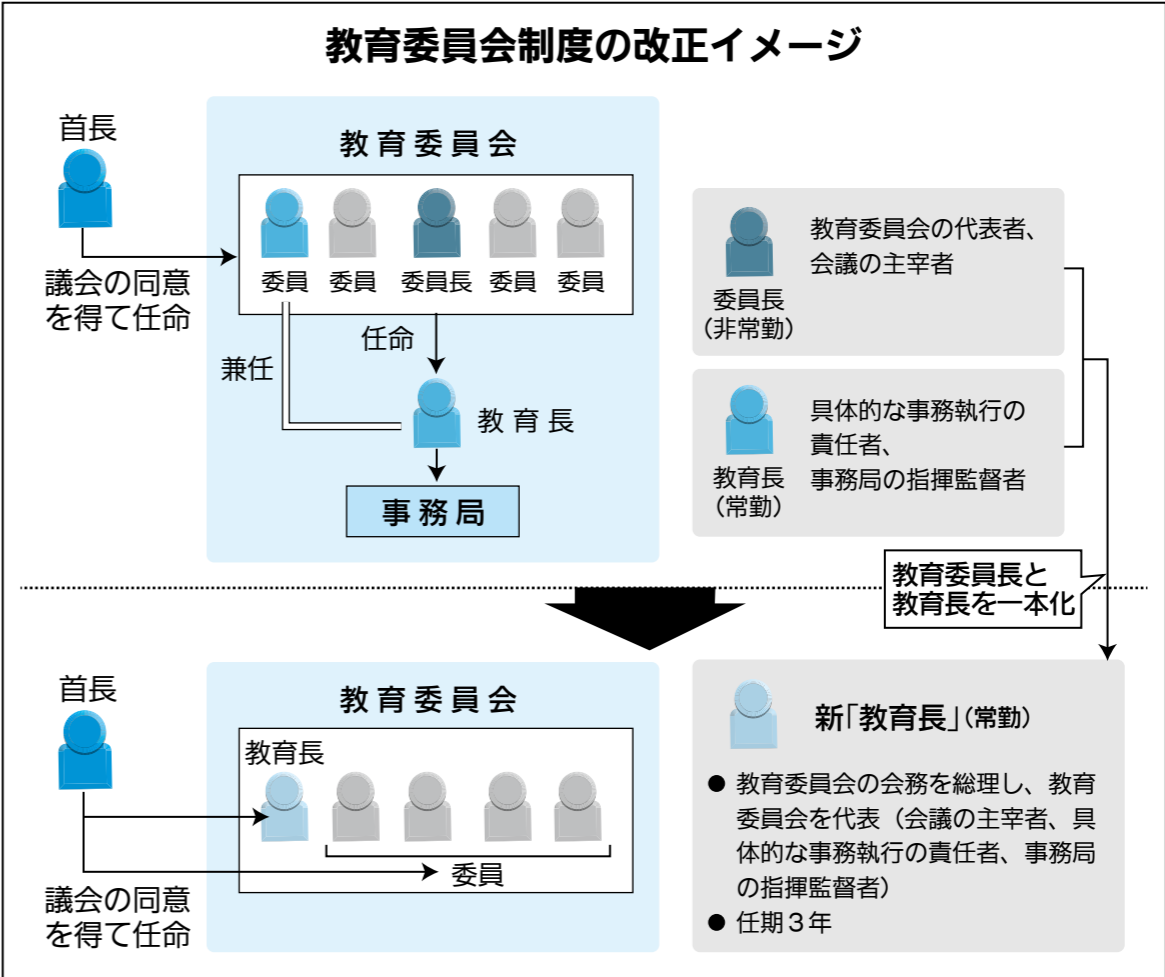 教育委員会制度の改正イメージ
首長
議会の同意
を得て任命
教育委員会
委員 委員 委員長 委員 委員
兼任
任命
教育長
事務局
教育委員会の代表者、
会議の主宰者
委員長
(非常勤)
具体的な事務執行の
責任者、
事務局の指揮監督者
教育長
(常勤)
教育委員長と
教育長を一本化
首長
議会の同意
を得て任命
教育委員会
教育長
委員
新「教育長」(常勤)
● 教育委員会の会務を総理し、教育
委員会を代表（会議の主宰者、具
体的な事務執行の責任者、事務局
の指揮監督者）
● 任期３年